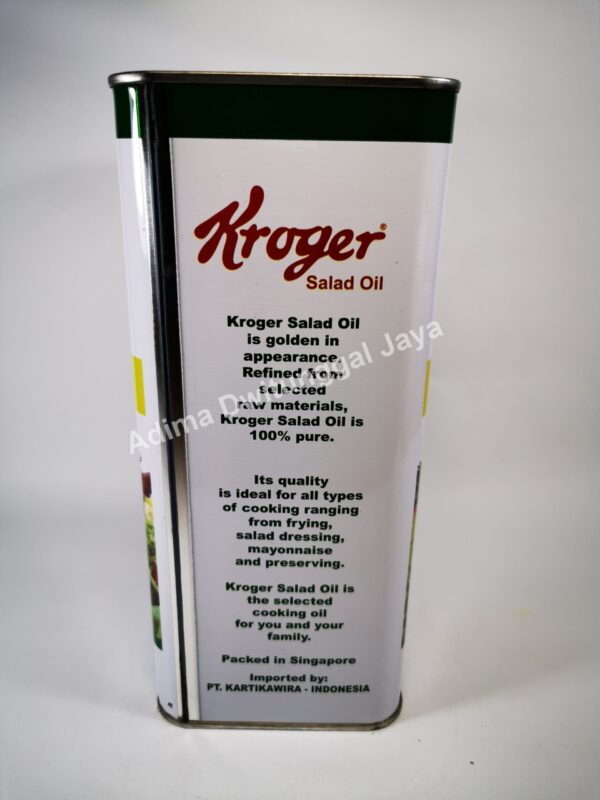 Kroger®
Salad Oil
Kroger Salad Oil
is golden in
appearance.
Refined from
selected
raw materials,
Kroger Salad Oil is
100% pure.
Its quality
is ideal for all types
of cooking ranging
from frying,
salad dressing,
mayonnaise
and preserving.
Kroger Salad Oil is
the selected
cooking oil
for you and your
family.
Packed in Singapore
Imported by:
PT. KARTIKAWIRA - INDONESIA
Adima Dwitunggal Jaya